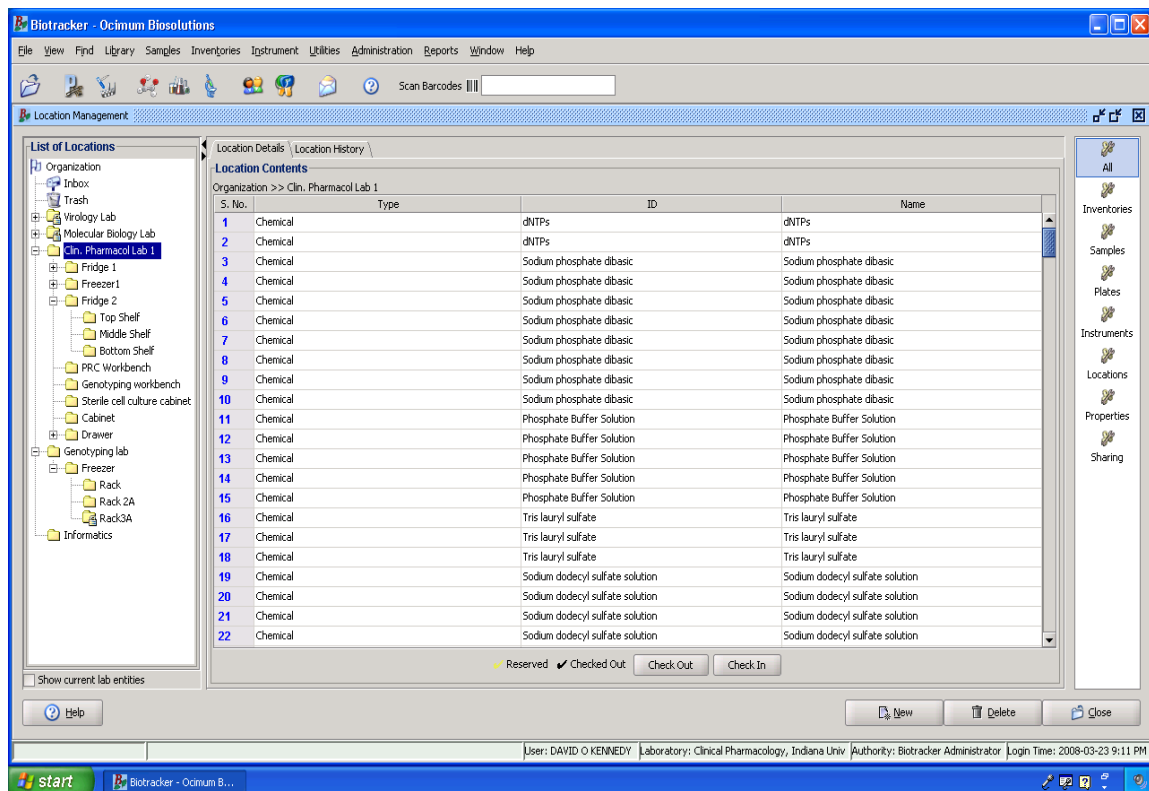 Biotracker - Ocimum Biosolutions
File View Find Library Samples Inventories Instrument Utilities Administration Reports Window Help
Scan Barcodes
Location Management
List of Locations
Organization
Inbox
Trash
Virology Lab
Molecular Biology Lab
Clin. Pharmacol Lab 1
Fridge 1
Freezer1
Fridge 2
Top Shelf
Middle Shelf
Bottom Shelf
PRC Workbench
Genotyping workbench
Sterile cell culture cabinet
Cabinet
Drawer
Genotyping lab
Freezer
Rack
Rack 2A
Rack3A
Informatics
Show current lab entities
Location Details Location History
Location Contents
Organization >> Clin. Pharmacol Lab 1
S. No. Type ID Name
1 Chemical dNTPs dNTPs
2 Chemical dNTPs dNTPs
3 Chemical Sodium phosphate dibasic Sodium phosphate dibasic
4 Chemical Sodium phosphate dibasic Sodium phosphate dibasic
5 Chemical Sodium phosphate dibasic Sodium phosphate dibasic
6 Chemical Sodium phosphate dibasic Sodium phosphate dibasic
7 Chemical Sodium phosphate dibasic Sodium phosphate dibasic
8 Chemical Sodium phosphate dibasic Sodium phosphate dibasic
9 Chemical Sodium phosphate dibasic Sodium phosphate dibasic
10 Chemical Sodium phosphate dibasic Sodium phosphate dibasic
11 Chemical Phosphate Buffer Solution Phosphate Buffer Solution
12 Chemical Phosphate Buffer Solution Phosphate Buffer Solution
13 Chemical Phosphate Buffer Solution Phosphate Buffer Solution
14 Chemical Phosphate Buffer Solution Phosphate Buffer Solution
15 Chemical Phosphate Buffer Solution Phosphate Buffer Solution
16 Chemical Tris lauryl sulfate Tris lauryl sulfate
17 Chemical Tris lauryl sulfate Tris lauryl sulfate
18 Chemical Tris lauryl sulfate Tris lauryl sulfate
19 Chemical Sodium dodecyl sulfate solution Sodium dodecyl sulfate solution
20 Chemical Sodium dodecyl sulfate solution Sodium dodecyl sulfate solution
21 Chemical Sodium dodecyl sulfate solution Sodium dodecyl sulfate solution
22 Chemical Sodium dodecyl sulfate solution Sodium dodecyl sulfate solution
Reserved Checked Out Check Out Check In
All
Inventories
Samples
Plates
Instruments
Locations
Properties
Sharing
Help New Delete Close
User: DAVID O KENNEDY Laboratory: Clinical Pharmacology, Indiana Univ Authority: Biotracker Administrator Login Time: 2008-03-23 9:11 PM
start Biotracker - Ocimum B...